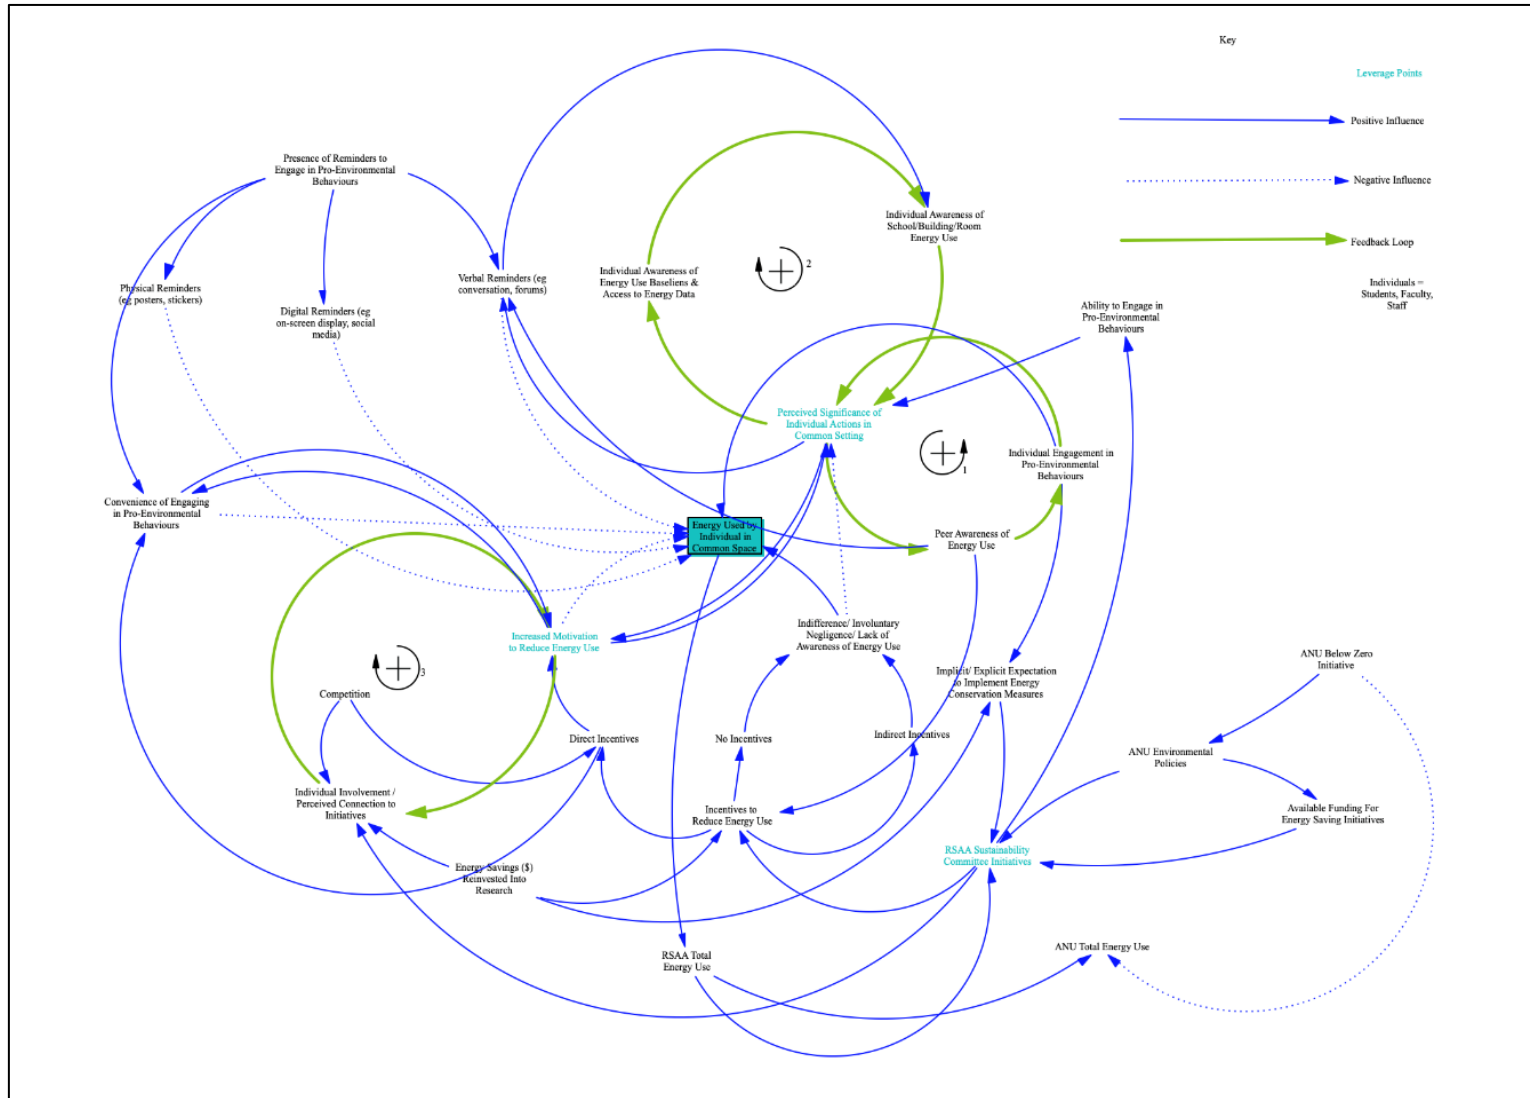 Key
Leverage Points
Positive Influence
Negative Influence
Feedback Loop
Individuals =
Students, Faculty,
Staff
Presence of Reminders to
Engage in Pro-Environmental
Behaviours
Individual Awareness of
School/Building/Room
Energy Use
2
Individual Awareness of
Energy Use Baseliens &
Access to Energy Data
Verbal Reminders (eg
conversation, forums)
Physical Reminders
(eg posters, stickers)
Digital Reminders (eg
on-screen display, social
media)
Ability to Engage in
Pro-Environmental
Behaviours
Perceived Significance of
Individual Actions in
Common Setting
1
Individual Engagement in
Pro-Environmental
Behaviours
Convenience of Engaging
in Pro-Environmental
Behaviours
Energy Used by
Individual in
Common Space
Peer Awareness of
Energy Use
Increased Motivation
to Reduce Energy Use
Indifference/ Involuntary
Negligence/ Lack of
Awareness of Energy Use
3
Implicit/ Explicit Expectation
to Implement Energy
Conservation Measures
ANU Below Zero
Initiative
Competition
Direct Incentives
No Incentives
Indirect Incentives
ANU Environmental
Policies
Individual Involvement /
Perceived Connection to
Initiatives
Incentives to
Reduce Energy Use
Available Funding For
Energy Saving Initiatives
RSAA Sustainability
Committee Initiatives
Energy Savings ($)
Reinvested Into
Research
RSAA Total
Energy Use
ANU Total Energy Use